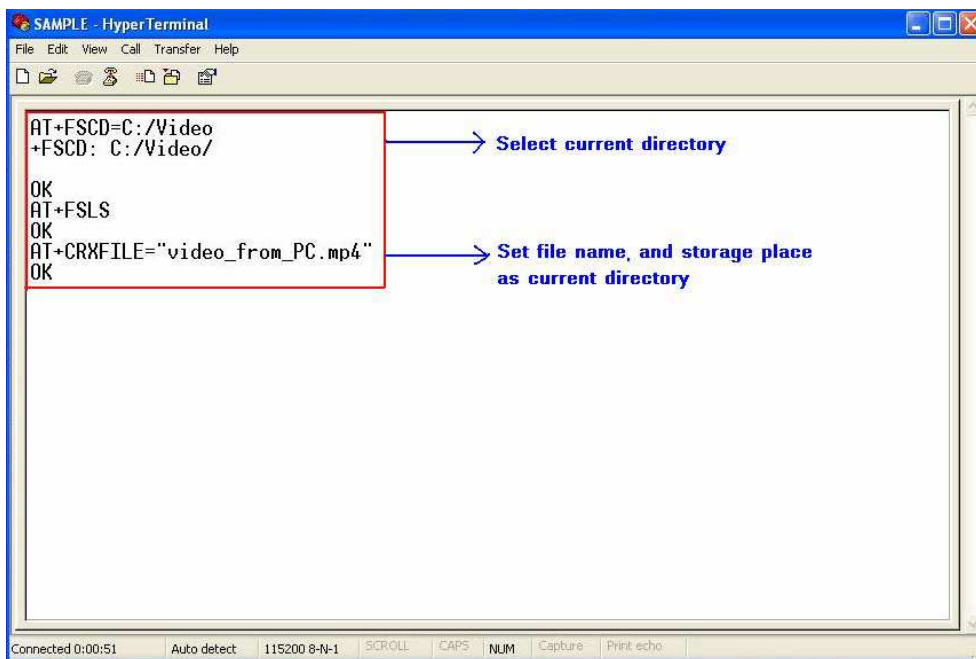 SAMPLE - HyperTerminal
File Edit View Call Transfer Help
AT+FSCD=C:/Video
+FSCD: C:/Video/
Select current directory
OK
AT+FSLS
OK
AT+CRXFILE="video_from_PC.mp4"
Set file name, and storage place
as current directory
OK
Connected 0:00:51 Auto detect 115200 8-N-1 SCROLL CAPS NUM Capture Print echo